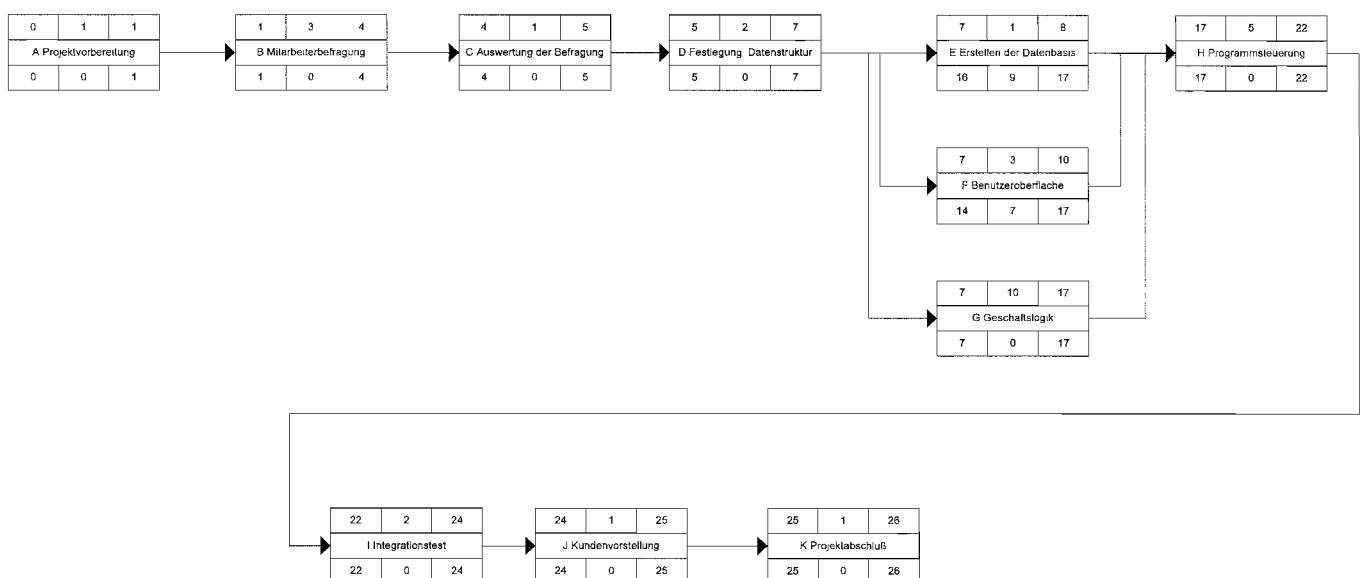 0 1 1
A Projektvorbereitung
0 0 1
1 3 4
B Mitarbeiterbefragung
1 0 4
4 1 5
C Auswertung der Befragung
4 0 5
5 2 7
D Festlegung Datenstruktur
5 0 7
7 1 8
E Erstellen der Datenbasis
16 9 17
7 3 10
F Benutzeroberflache
14 7 17
7 10 17
G Geschaftslogik
7 0 17
17 5 22
H Programmsteuerung
17 0 22
22 2 24
I Integrationstest
22 0 24
24 1 25
J Kundenvorstellung
24 0 25
25 1 26
K Projektabschluß
25 0 26